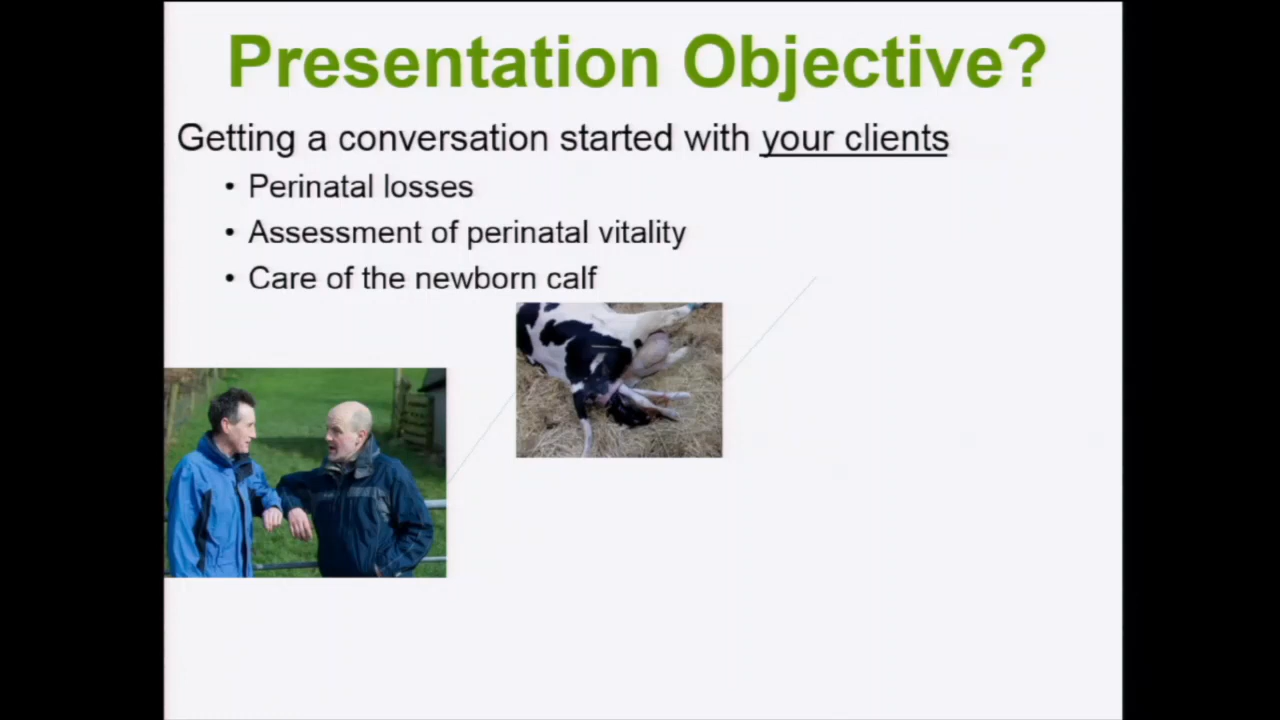 Presentation Objective?
Getting a conversation started with your clients
• Perinatal losses
• Assessment of perinatal vitality
• Care of the newborn calf